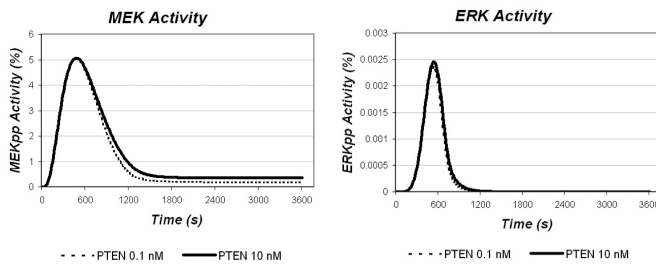 MEK Activity
MEKpp Activity (%)
6
5
4
3
2
1
0
0 600 1200 1800 2400 3000 3600
Time (s)
PTEN 0.1 nM PTEN 10 nM
ERK Activity
ERKpp Activity (%)
0.003
0.0025
0.002
0.0015
0.001
0.0005
0
0 600 1200 1800 2400 3000 3600
Time (s)
PTEN 0.1 nM PTEN 10 nM